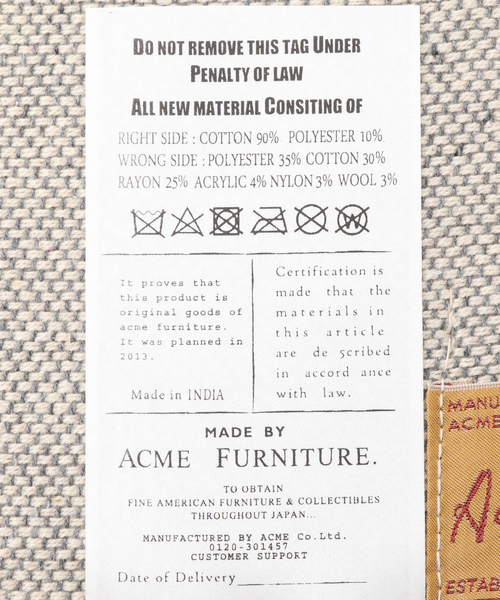 DO NOT REMOVE THIS TAG UNDER
PENALTY OF LAW
ALL NEW MATERIAL CONSITING OF
RIGHT SIDE : COTTON 90% POLYESTER 10%
WRONG SIDE : POLYESTER 35% COTTON 30%
RAYON 25% ACRYLIC 4% NYLON 3% WOOL 3%
W
It proves that
this product is
original goods of
acme furniture.
It was planned in
2013.
Made in INDIA
Certification is
made that the
materials in
this article
are de scribed
in accord ance
with law.
MADE BY
ACME FURNITURE.
TO OBTAIN
FINE AMERICAN FURNITURE & COLLECTIBLES
THROUGHOUT JAPAN...
MANUFACTURED BY ACME Co.Ltd.
0120-301457
CUSTOMER SUPPORT
Date of Delivery
MANU
ACME
A
ESTAB